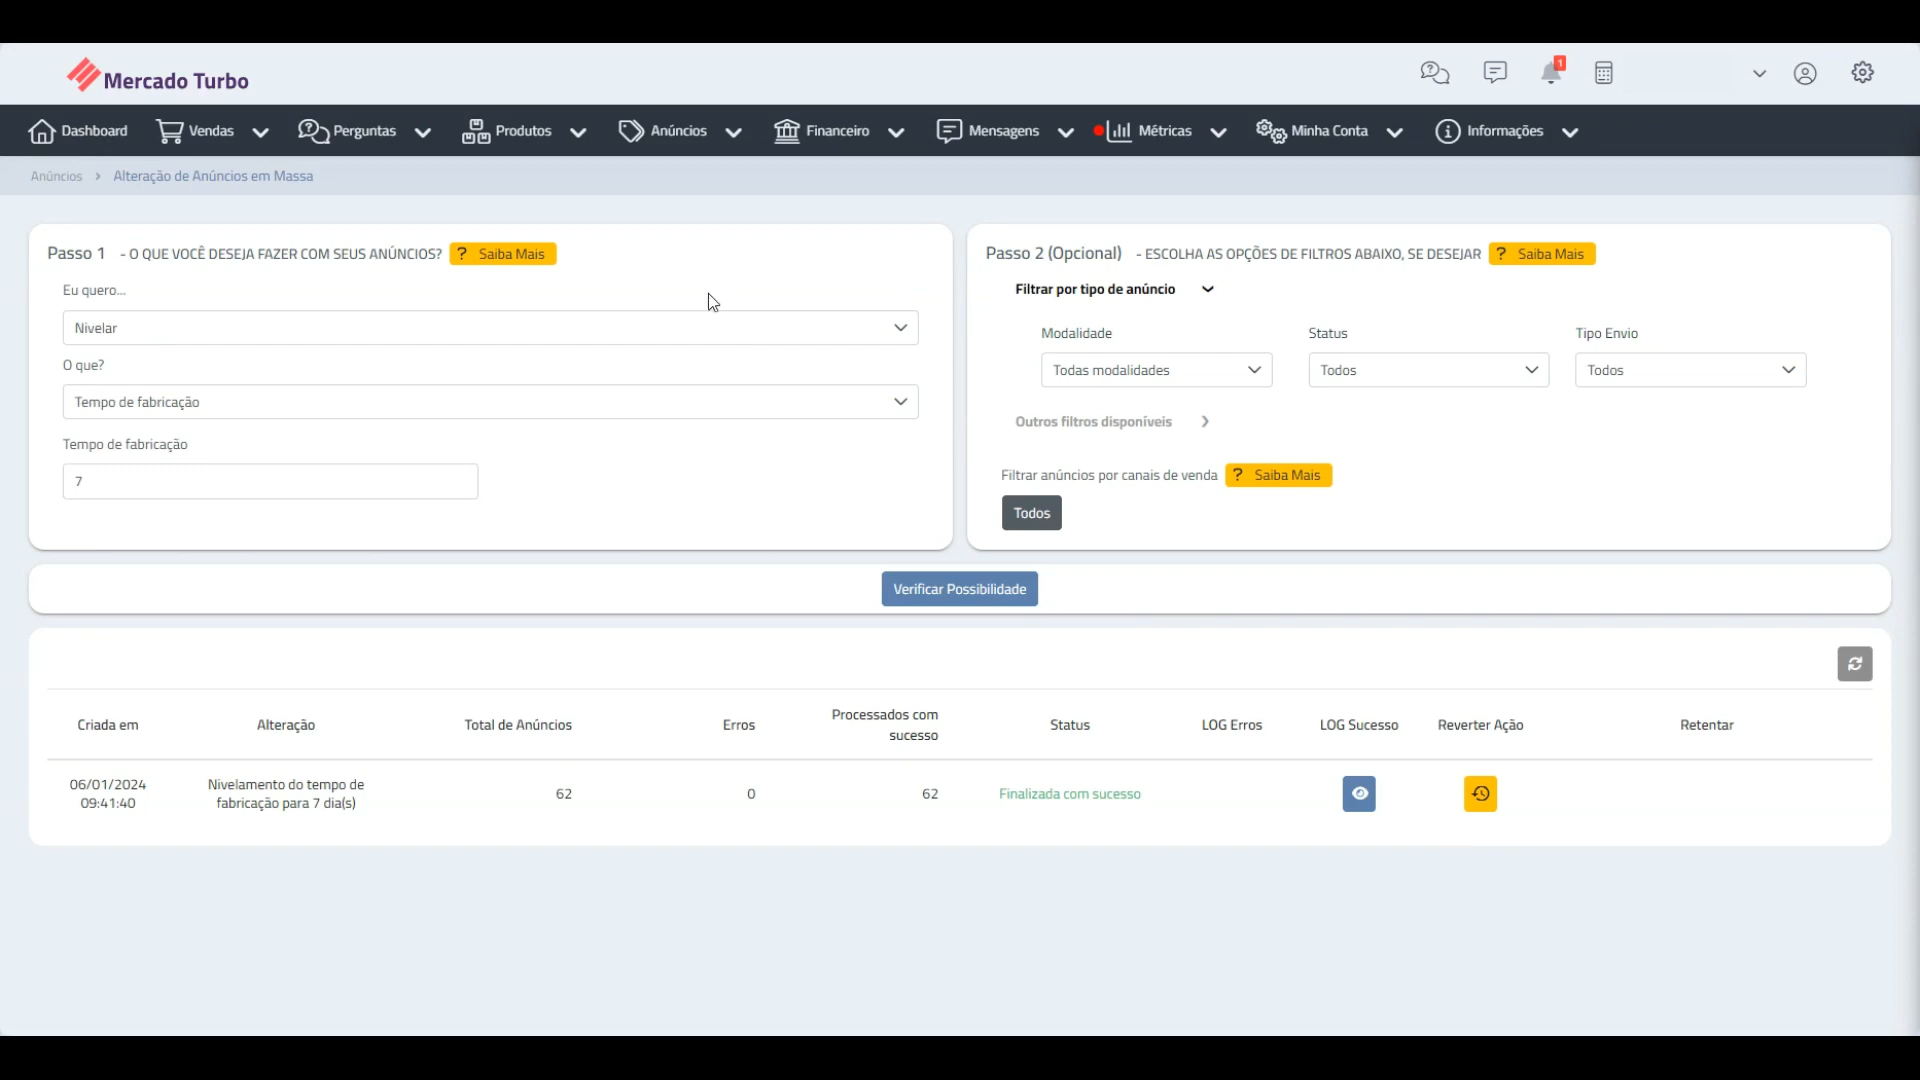 Mercado Turbo
1
Dashboard
Vendas
Perguntas
Produtos
Anúncios
Financeiro
Mensagens
Métricas
Minha Conta
Informações
Anúncios › Alteração de Anúncios em Massa
Passo 1 - O QUE VOCÊ DESEJA FAZER COM SEUS ANÚNCIOS? ? Saiba Mais
Eu quero...
Nivelar
O que?
Tempo de fabricação
Tempo de fabricação
7
Passo 2 (Opcional) - ESCOLHA AS OPÇÕES DE FILTROS ABAIXO, SE DESEJAR ? Saiba Mais
Filtrar por tipo de anúncio
Modalidade
Status
Tipo Envio
Todas modalidades
Todos
Todos
Outros filtros disponíveis
Filtrar anúncios por canais de venda ? Saiba Mais
Todos
Verificar Possibilidade
Criada em
Alteração
Total de Anúncios
Erros
Processados com
sucesso
Status
LOG Erros
LOG Sucesso
Reverter Ação
Retentar
06/01/2024
09:41:40
Nivelamento do tempo de
fabricação para 7 dia(s)
62
0
62
Finalizada com sucesso